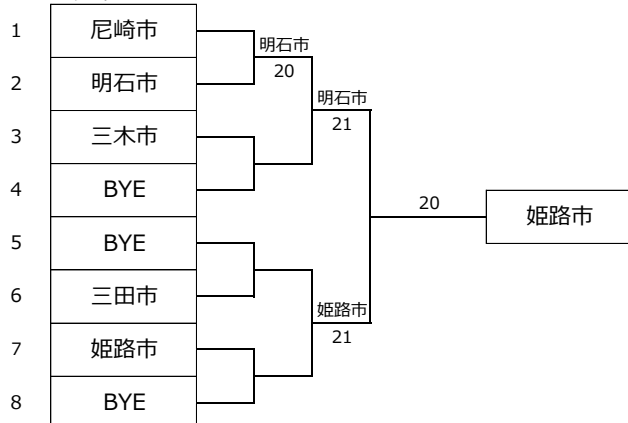 1 尼崎市
明石市
20
2 明石市
明石市
21
3 三木市
4 BYE
20
姫路市
5 BYE
6 三田市
姫路市
21
7 姫路市
8 BYE